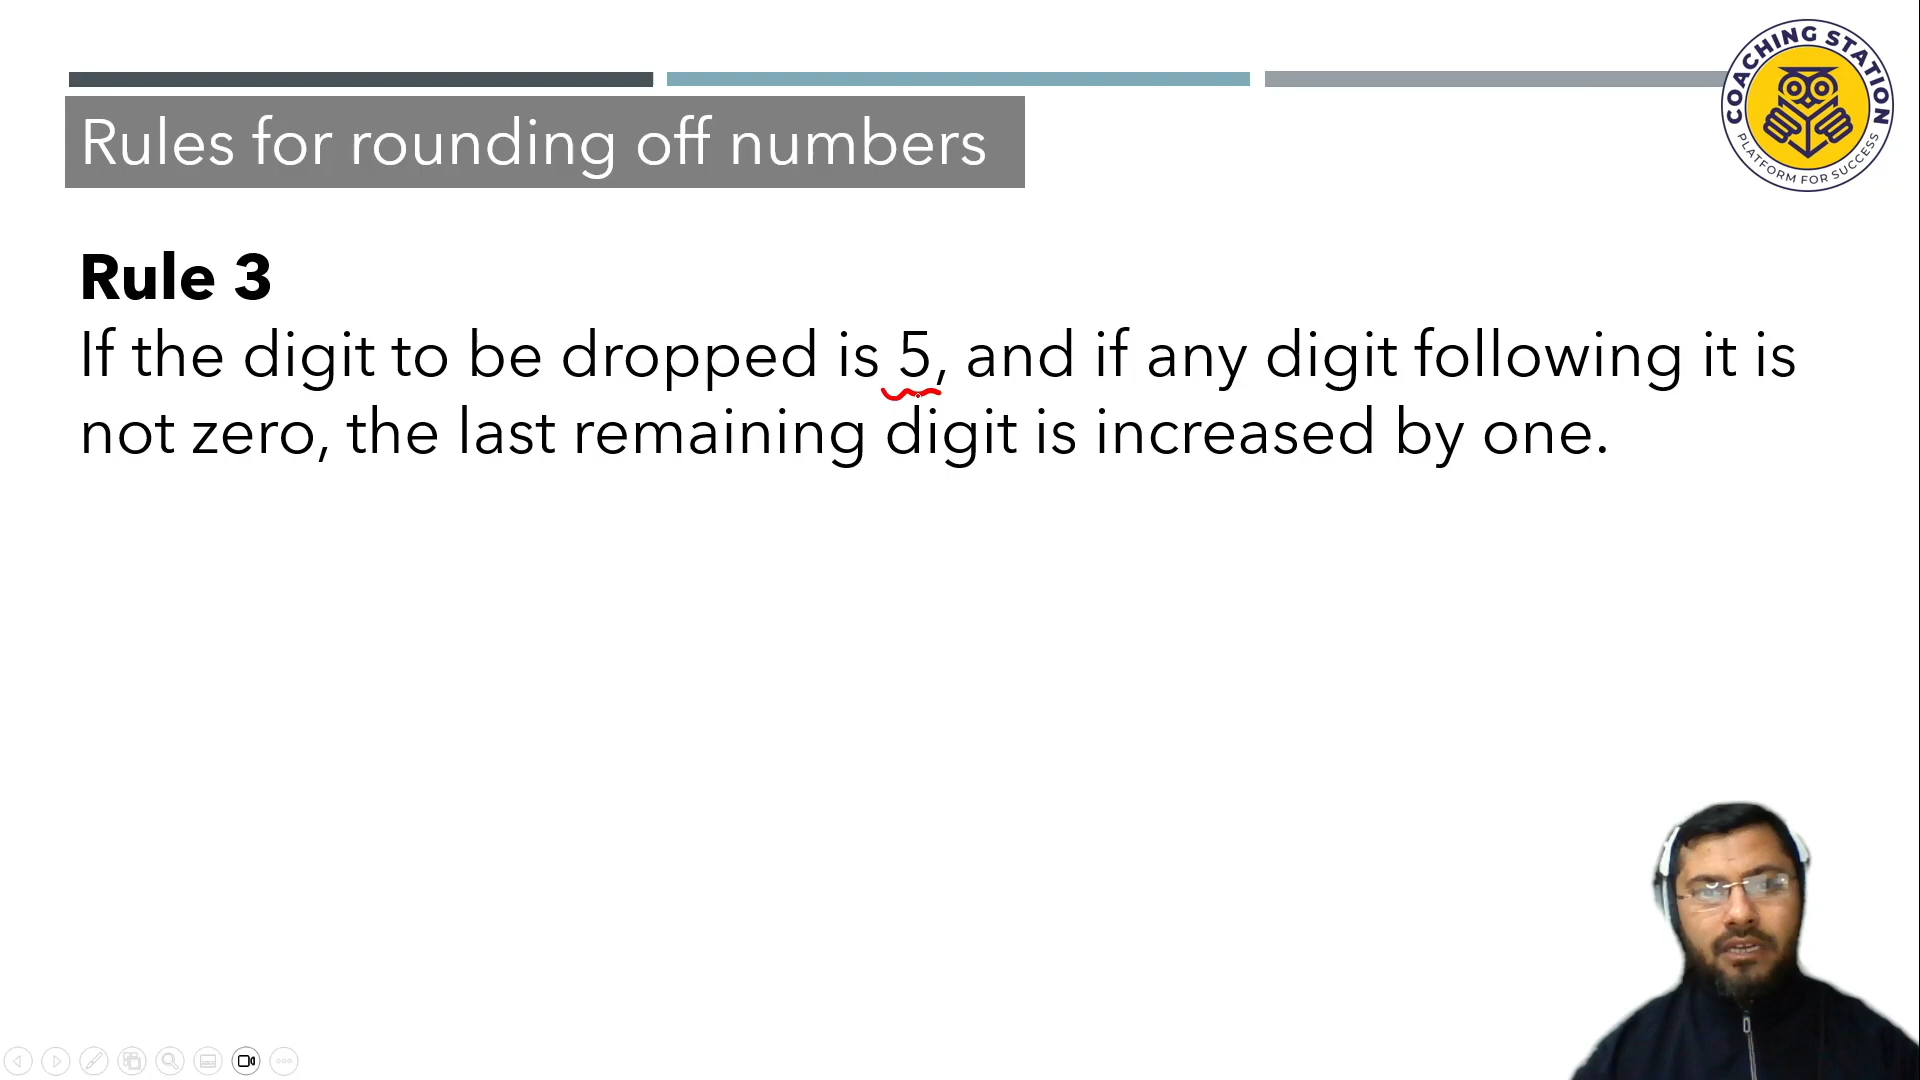 COACHING STATION
PLATFORM FOR SUCCESS
Rules for rounding off numbers
Rule 3
If the digit to be dropped is 5, and if any digit following it is
not zero, the last remaining digit is increased by one.